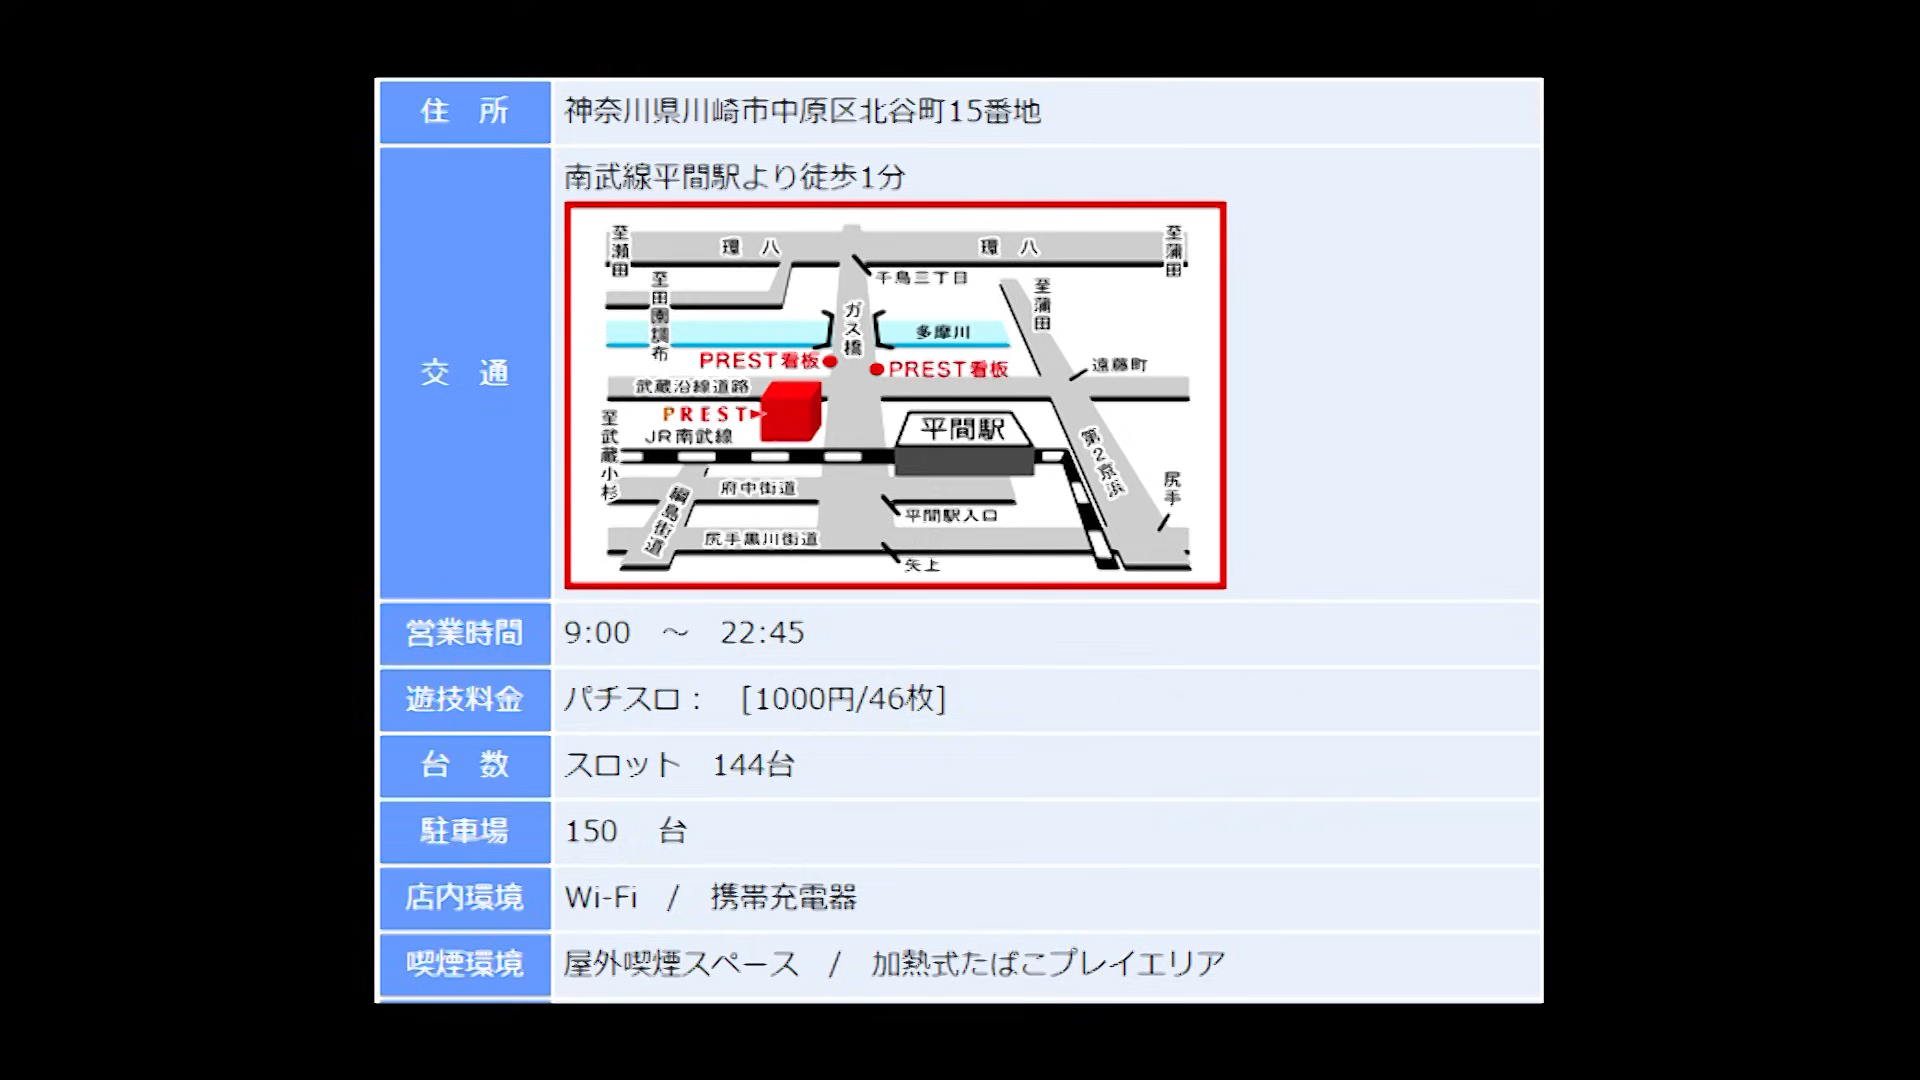 住　所
神奈川県川崎市中原区北谷町15番地
交　通
南武線平間駅より徒歩1分
至瀬田
環　八
環　八
至蒲田
千鳥三丁目
至田園調布
至蒲田
ガス橋
多摩川
PREST看板
PREST看板
遠藤町
武蔵沿線道路
PREST
JR南武線
平間駅
至武蔵小杉
第2京浜
尻手
府中街道
綱島街道
平間駅入口
尻手黒川街道
矢上
営業時間
9:00　～　22:45
遊技料金
パチスロ：　[1000円/46枚]
台　数
スロット　144台
駐車場
150　台
店内環境
Wi-Fi　/　携帯充電器
喫煙環境
屋外喫煙スペース　/　加熱式たばこプレイエリア